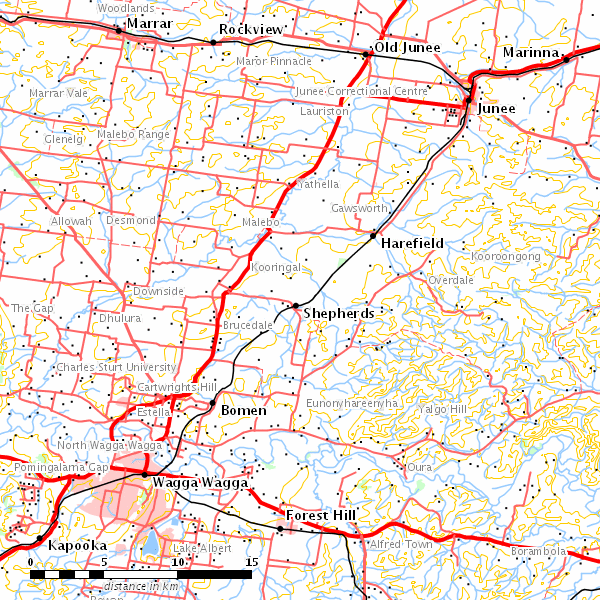 Woodlands
Marrar
Rockview
Old Junee
Marinna
Maror Pinnacle
Marrar Vale
Junee Correctional Centre
Junee
Lauriston
Malebo Range
Glenelg
Yathella
Gawsworth
Allowah
Desmond
Malebo
Harefield
Kooroongong
Kooringal
Overdale
Downside
The Gap
Dhulura
Shepherds
Brucedale
Charles Sturt University
Cartwrights Hill
Estella
Bomen
Eunonyhareenyha
Yalgo Hill
North Wagga Wagga
Pomingalarna Gap
Oura
Wagga Wagga
Forest Hill
Kapooka
Lake Albert
Alfred Town
Borambola
0 5 10 15
distance in km